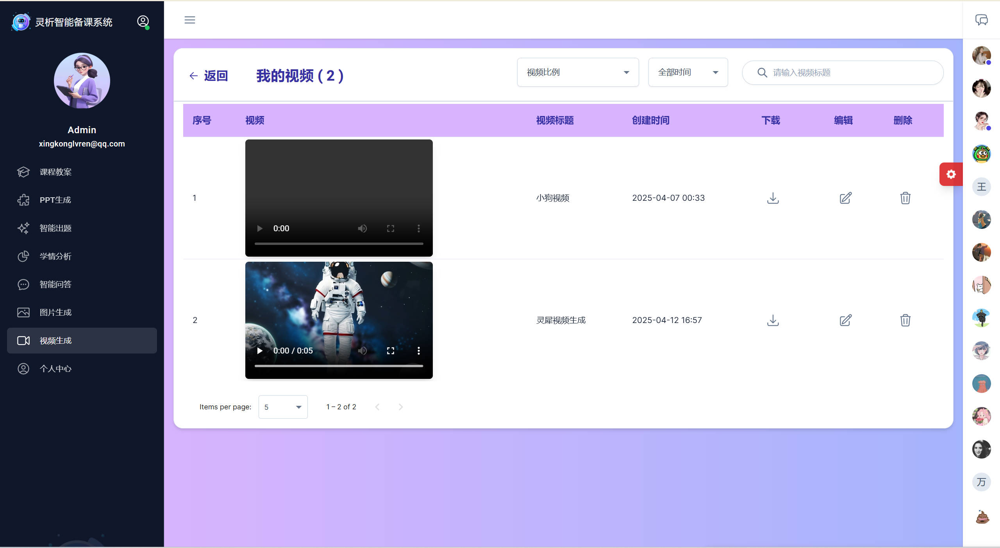 灵析智能备课系统
Admin
xingkonglvren@qq.com
课程教案
PPT生成
智能出题
学情分析
智能问答
图片生成
视频生成
个人中心
返回
我的视频 ( 2 )
视频比例
全部时间
请输入视频标题
序号 视频 视频标题 创建时间 下载 编辑 删除
1 小狗视频 2025-04-07 00:33
0:00
2 灵犀视频生成 2025-04-12 16:57
0:00 / 0:05
Items per page: 5 1 – 2 of 2
王
万